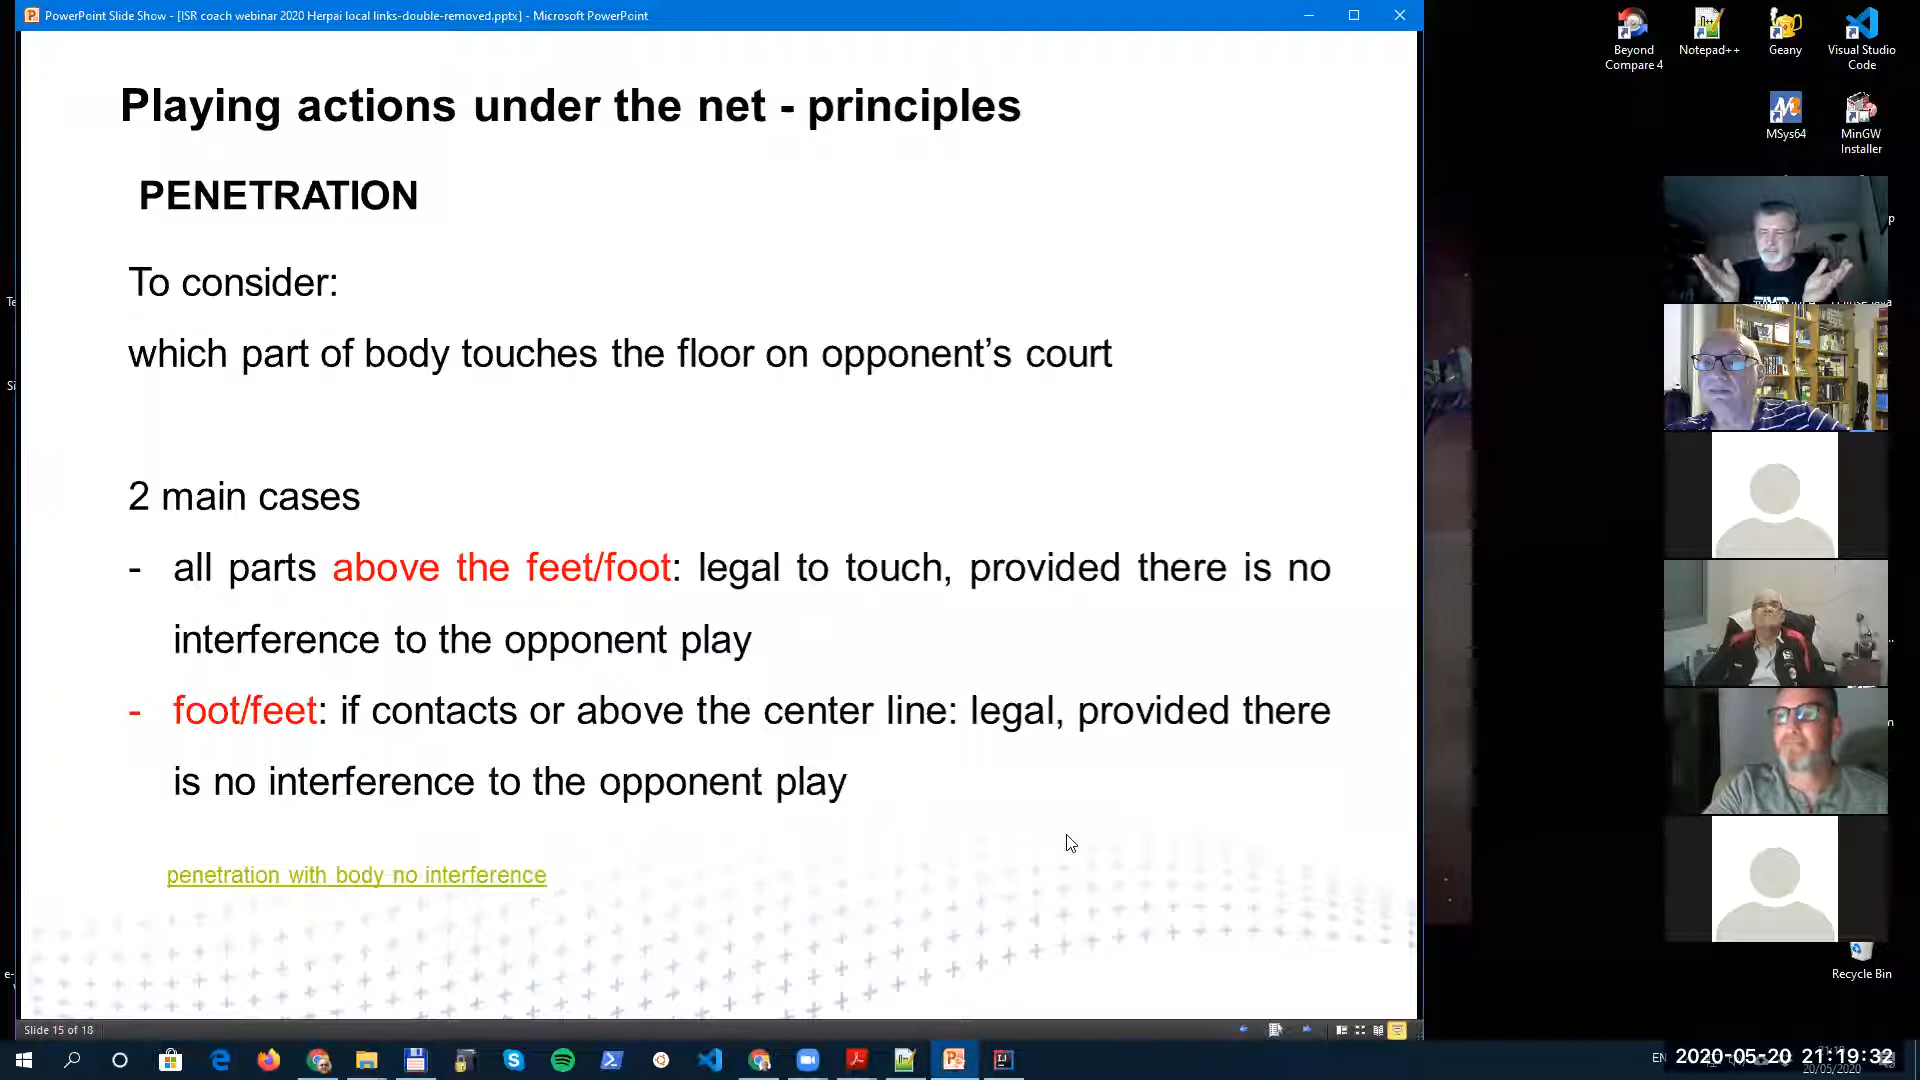 PowerPoint Slide Show - [ISR coach webinar 2020 Herpai local links-double-removed.pptx] - Microsoft PowerPoint
Playing actions under the net - principles
PENETRATION
To consider:
which part of body touches the floor on opponent’s court
2 main cases
- all parts above the feet/foot: legal to touch, provided there is no
interference to the opponent play
- foot/feet: if contacts or above the center line: legal, provided there
is no interference to the opponent play
penetration with body no interference
Slide 15 of 18
Beyond
Compare 4
Notepad++
Geany
Visual Studio
Code
MSys64
MinGW
Installer
Recycle Bin
EN
2020-05-20 21:19:32
20/05/2020